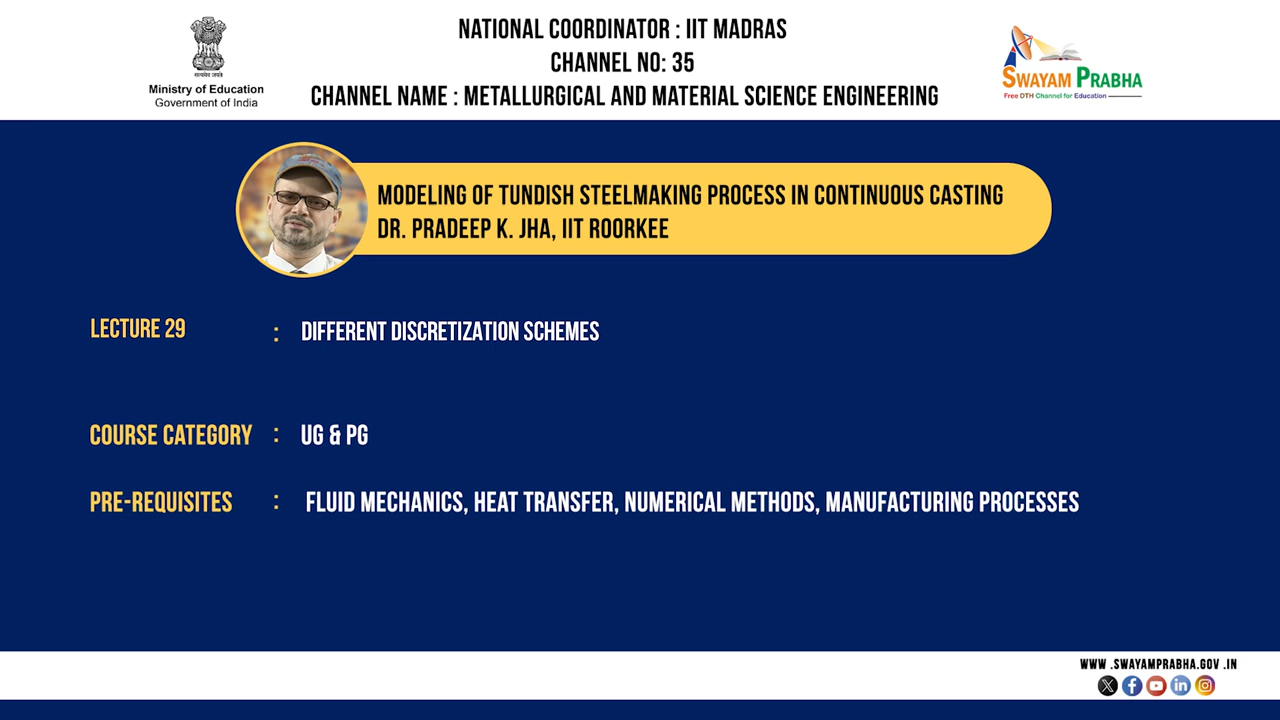 NATIONAL COORDINATOR : IIT MADRAS
CHANNEL NO: 35
CHANNEL NAME : METALLURGICAL AND MATERIAL SCIENCE ENGINEERING
सत्यमेव जयते
Ministry of Education
Government of India
SWAYAM PRABHA
Free DTH Channel for Education
MODELING OF TUNDISH STEELMAKING PROCESS IN CONTINUOUS CASTING
DR. PRADEEP K. JHA, IIT ROORKEE
LECTURE 29 : DIFFERENT DISCRETIZATION SCHEMES
COURSE CATEGORY : UG & PG
PRE-REQUISITES : FLUID MECHANICS, HEAT TRANSFER, NUMERICAL METHODS, MANUFACTURING PROCESSES
WWW .SWAYAMPRABHA.GOV .IN